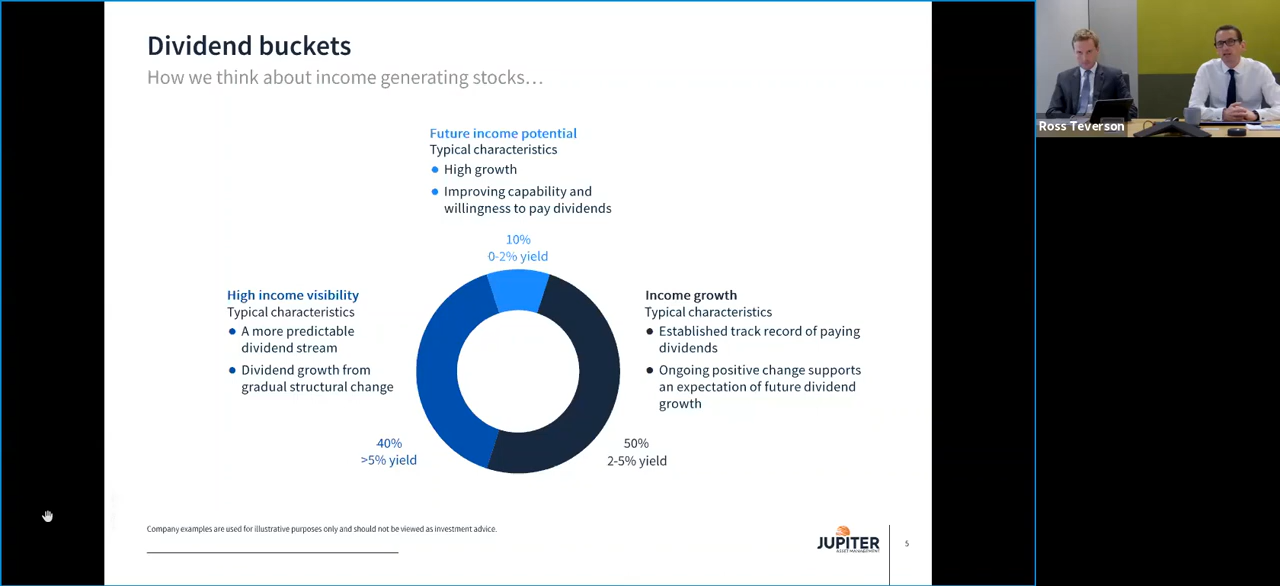 Dividend buckets
How we think about income generating stocks...
Future income potential
Typical characteristics
High growth
Improving capability and
willingness to pay dividends
10%
0-2% yield
High income visibility
Typical characteristics
A more predictable
dividend stream
Dividend growth from
gradual structural change
40%
>5% yield
Income growth
Typical characteristics
Established track record of paying
dividends
Ongoing positive change supports
an expectation of future dividend
growth
50%
2-5% yield
Company examples are used for illustrative purposes only and should not be viewed as investment advice.
JUPITER
ASSET MANAGEMENT
5
Ross Teverson